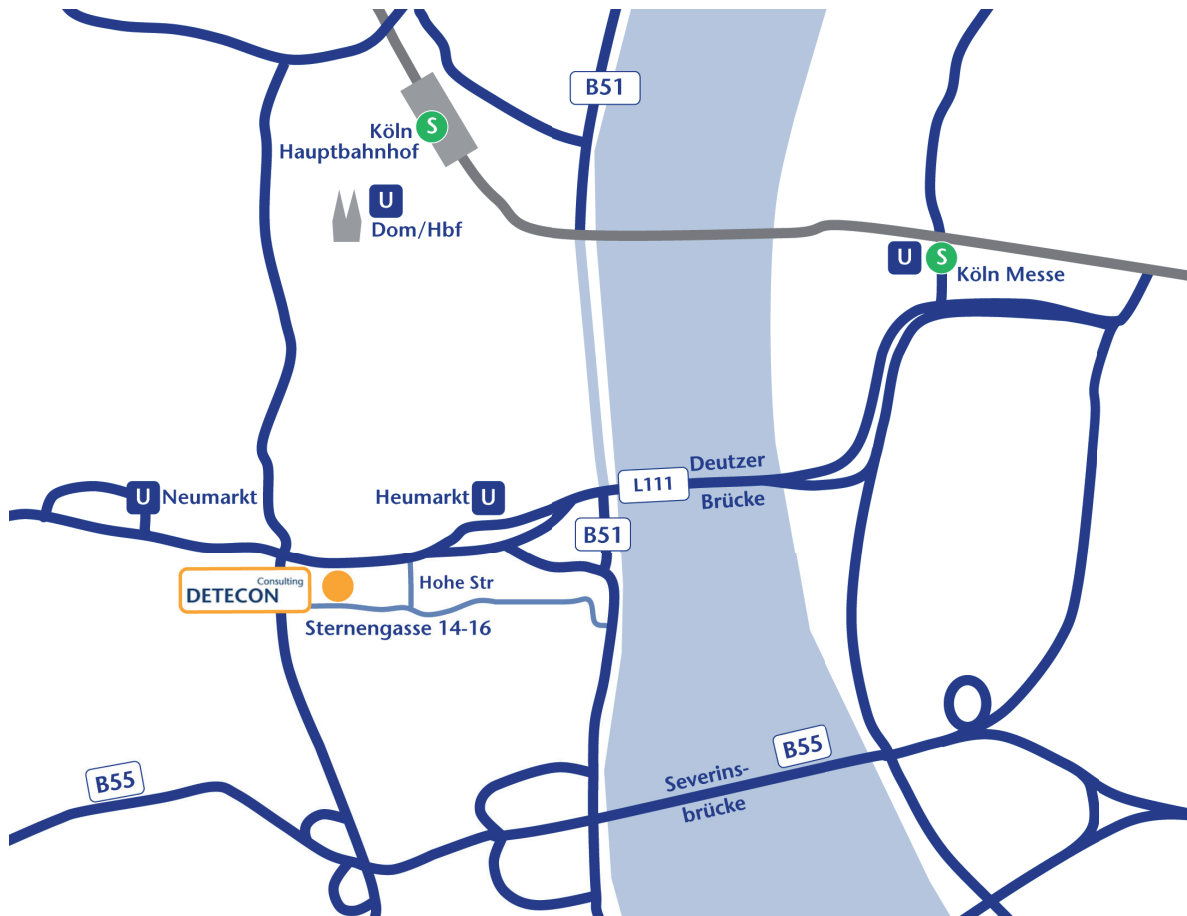 B51
S
Köln
Hauptbahnhof
U
Dom/Hbf
U
S
Köln Messe
Deutzer
Brücke
L111
U
Neumarkt
Heumarkt
U
B51
Consulting
DETECON
Hohe Str
Sternengasse 14-16
B55
B55
Severins-
brücke